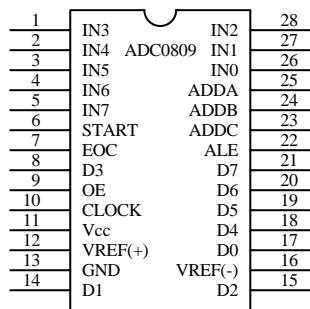 1 IN3 IN2 28
2 IN4 ADC0809 IN1 27
3 IN5 IN0 26
4 IN6 ADDA 25
5 IN7 ADDB 24
6 START ADDC 23
7 EOC ALE 22
8 D3 D7 21
9 OE D6 20
10 CLOCK D5 19
11 Vcc D4 18
12 VREF(+) D0 17
13 GND VREF(-) 16
14 D1 D2 15